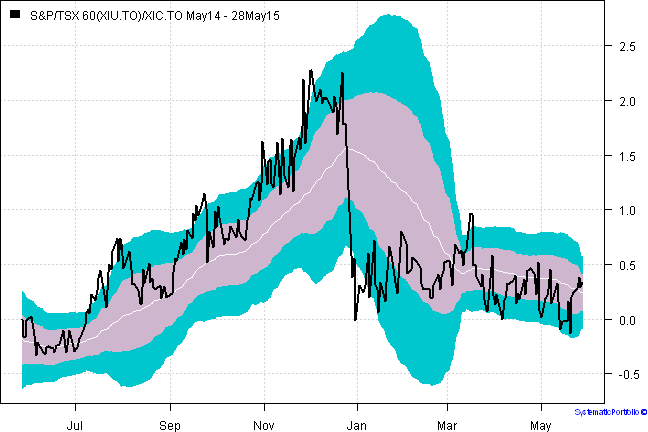 S&P/TSX 60(XIU.TO)/XIC.TO May14 - 28May15
2.5
2.0
1.5
1.0
0.5
0.0
-0.5
Jul Sep Nov Jan Mar May
SystematicPortfolio ©